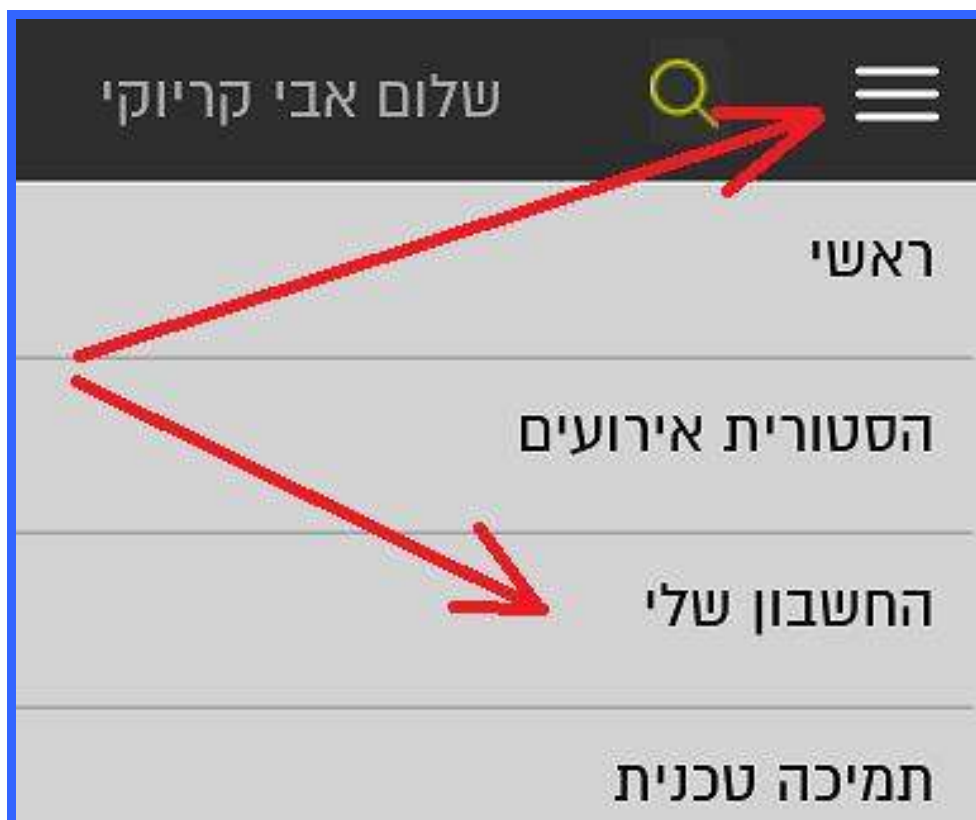 שלום אבי קריוקי
ראשי
הסטורית אירועים
החשבון שלי
תמיכה טכנית